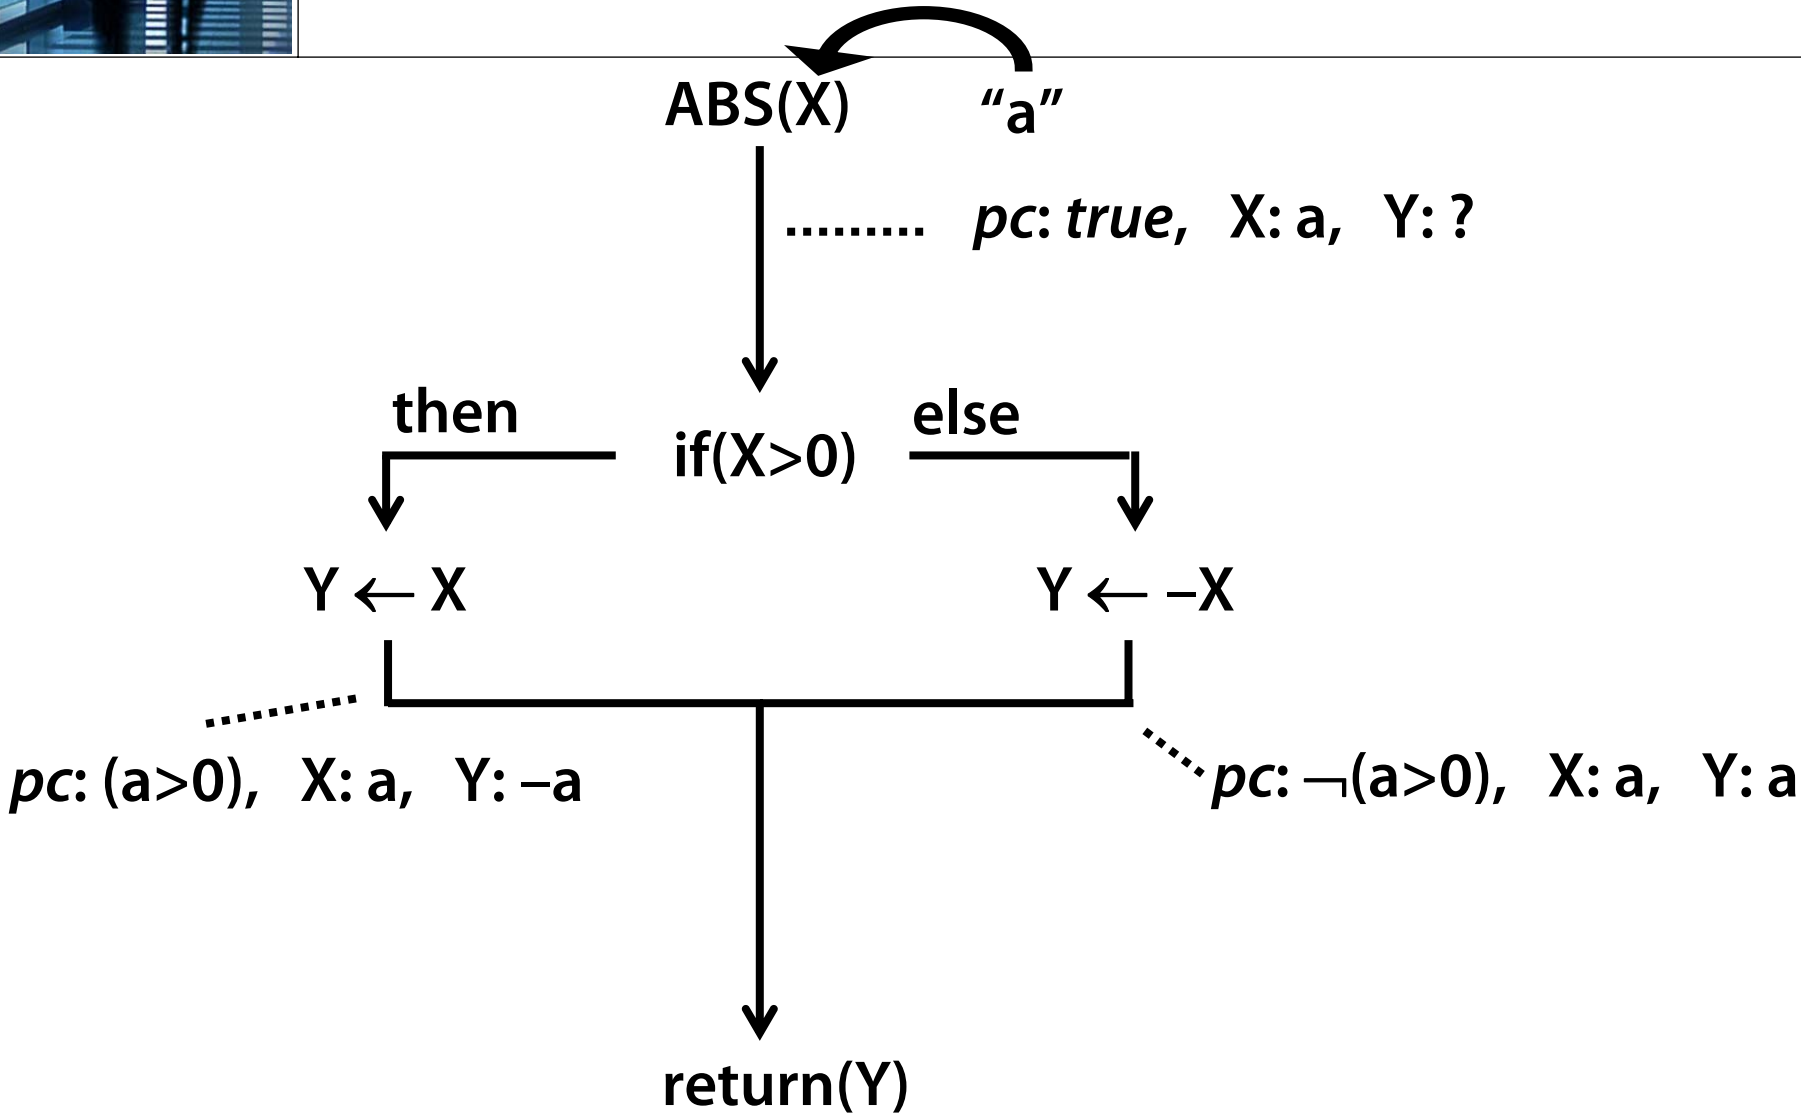 ABS(X) “a”
pc: true, X: a, Y: ?
then else
if(X>0)
Y ← X Y ← –X
pc: (a>0), X: a, Y: –a pc: ¬(a>0), X: a, Y: a
return(Y)